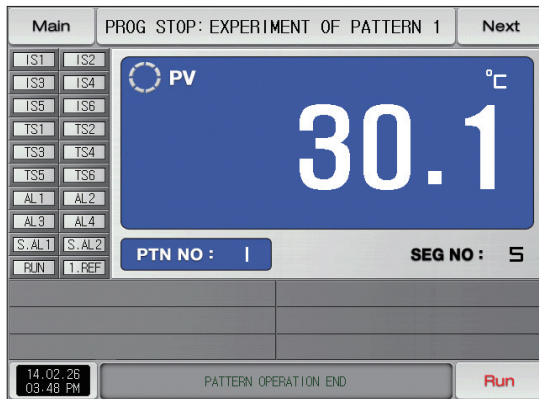 Main PROG STOP: EXPERIMENT OF PATTERN 1 Next
IS1 IS2
IS3 IS4
IS5 IS6
TS1 TS2
TS3 TS4
TS5 TS6
AL1 AL2
AL3 AL4
S.AL1 S.AL2
RUN 1.REF
PV ℃
30.1
PTN NO : 1 SEG NO : 5
14.02.26
03:48 PM
PATTERN OPERATION END
Run